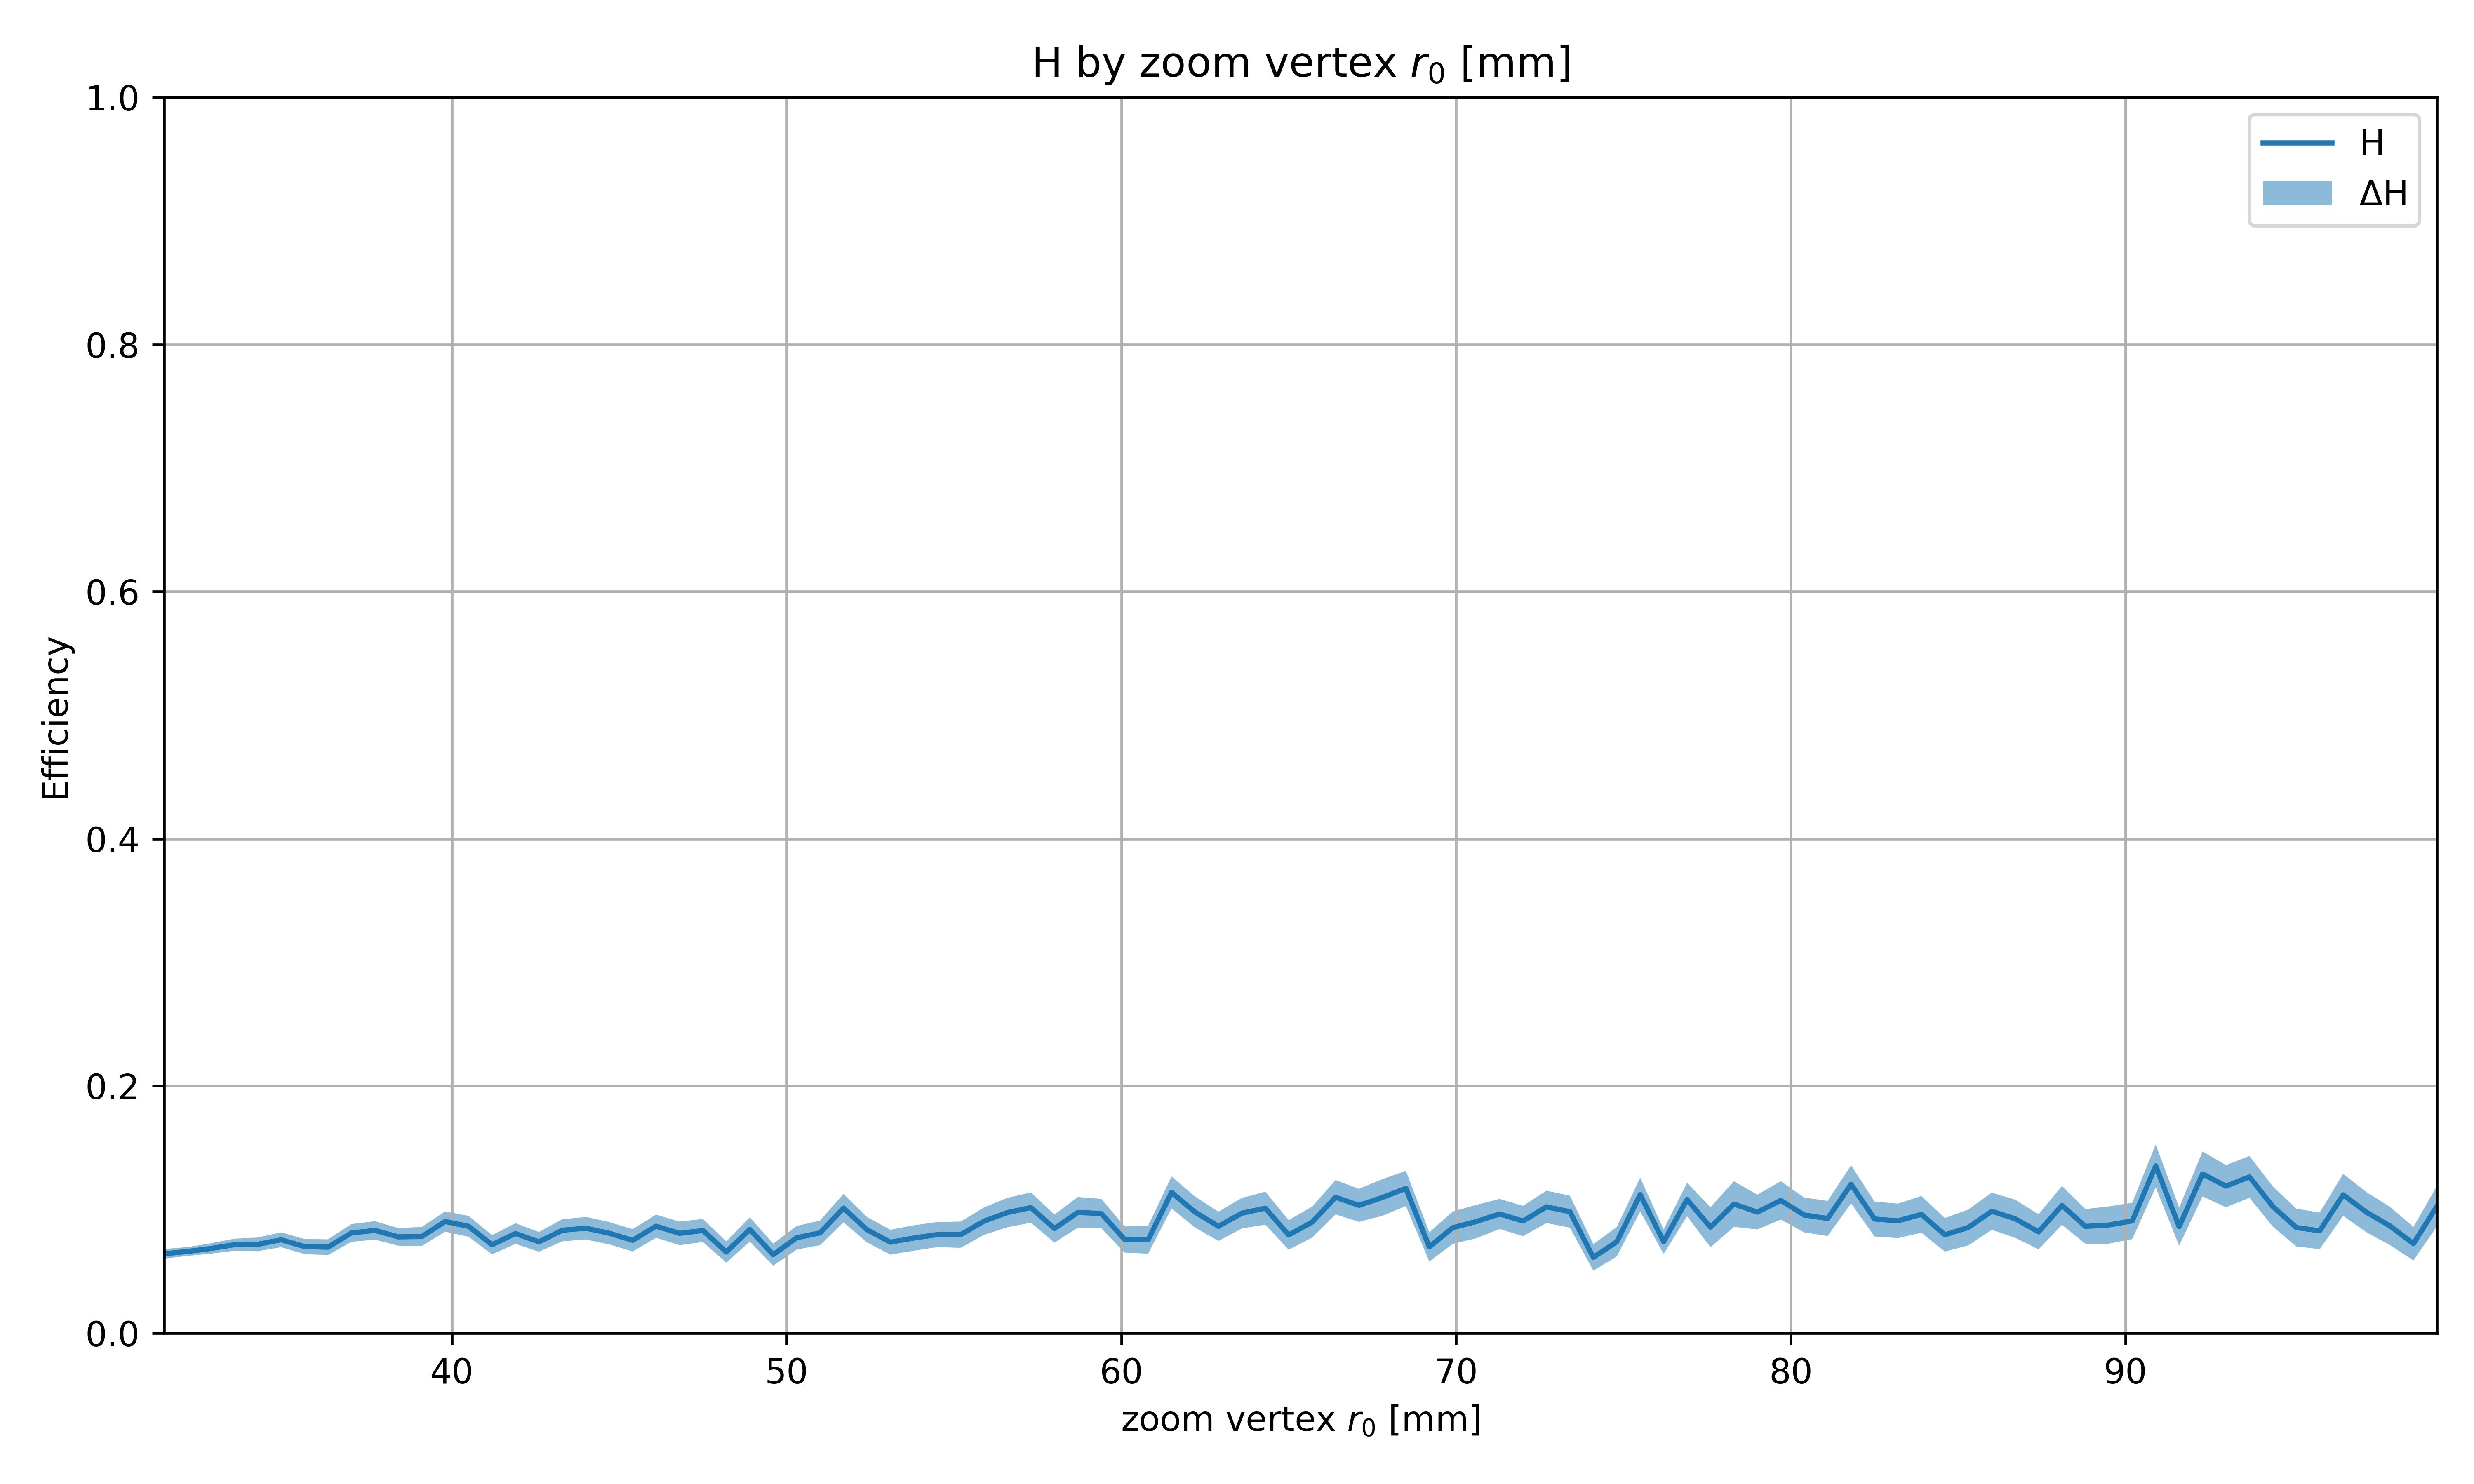 H by zoom vertex r₀ [mm]
H
ΔH
1.0
0.8
0.6
0.4
0.2
0.0
Efficiency
40 50 60 70 80 90
zoom vertex r₀ [mm]